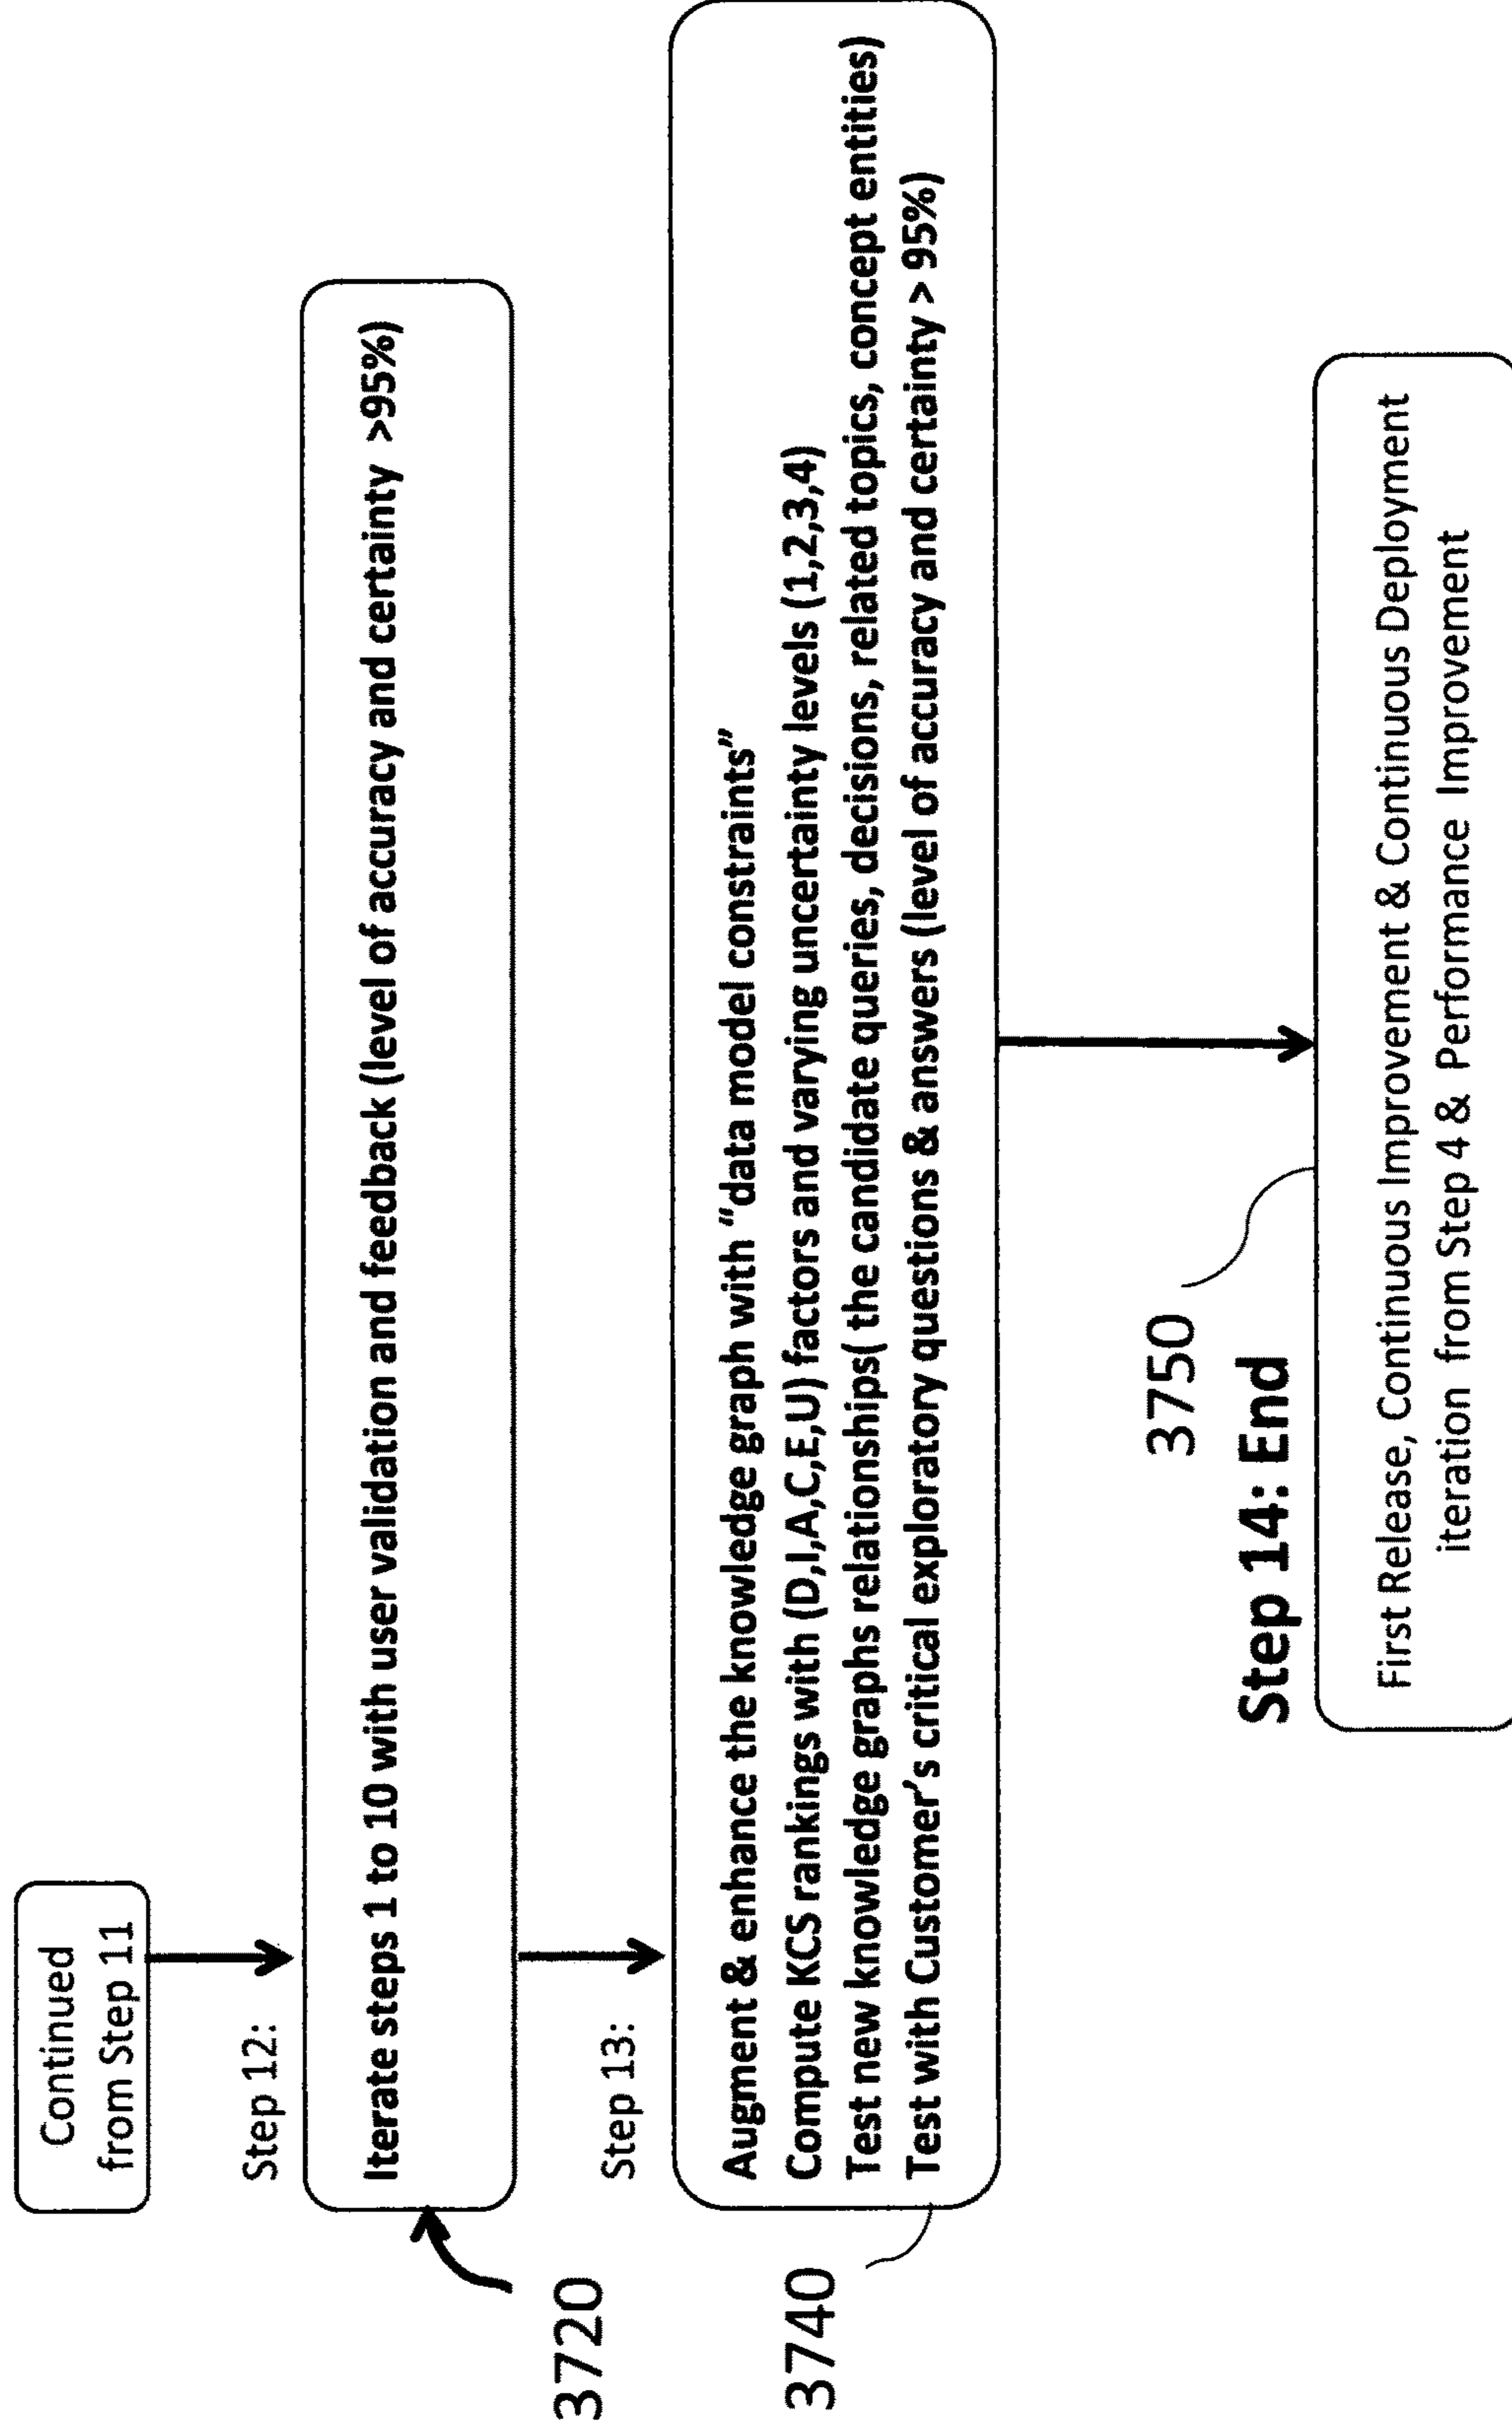 Continued
from Step 11
Step 12:
Iterate steps 1 to 10 with user validation and feedback (level of accuracy and certainty >95%)
3720
Step 13:
Augment & enhance the knowledge graph with “data model constraints”
Compute KCS rankings with (D,I,A,C,E,U) factors and varying uncertainty levels (1,2,3,4)
Test new knowledge graphs relationships( the candidate queries, decisions, related topics, concept entities)
Test with Customer’s critical exploratory questions & answers (level of accuracy and certainty > 95%)
3740
3750
Step 14: End
First Release, Continuous Improvement & Continuous Deployment
iteration from Step 4 & Performance Improvement